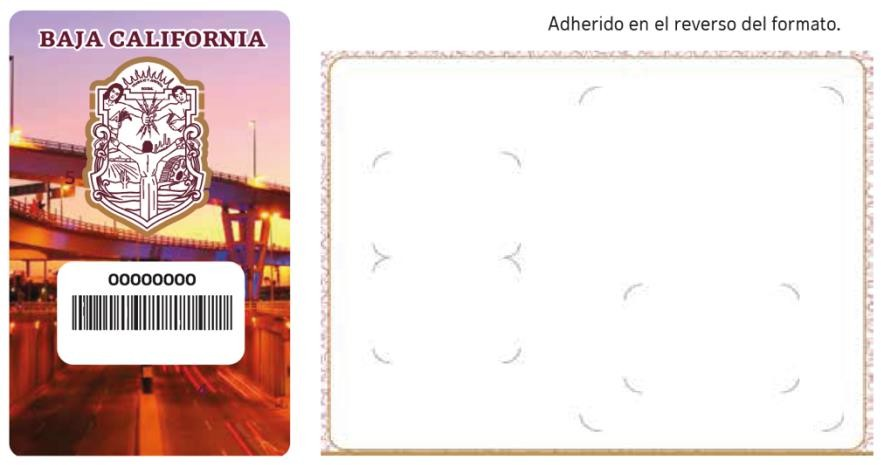 Adherido en el reverso del formato.
BAJA CALIFORNIA
00000000